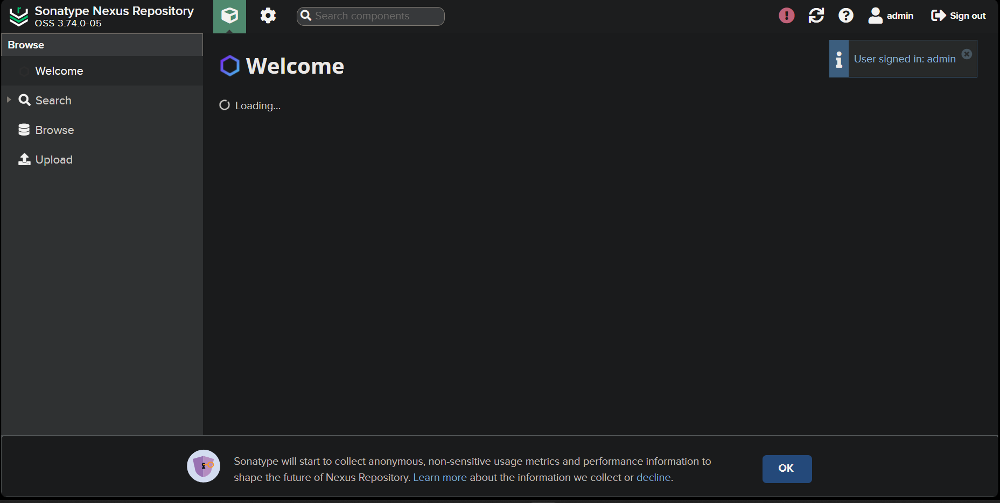 Sonatype Nexus Repository
OSS 3.74.0-05
Search components
admin
Sign out
Browse
Welcome
Search
Browse
Upload
Welcome
Loading...
User signed in: admin
Sonatype will start to collect anonymous, non-sensitive usage metrics and performance information to
shape the future of Nexus Repository. Learn more about the information we collect or decline.
OK